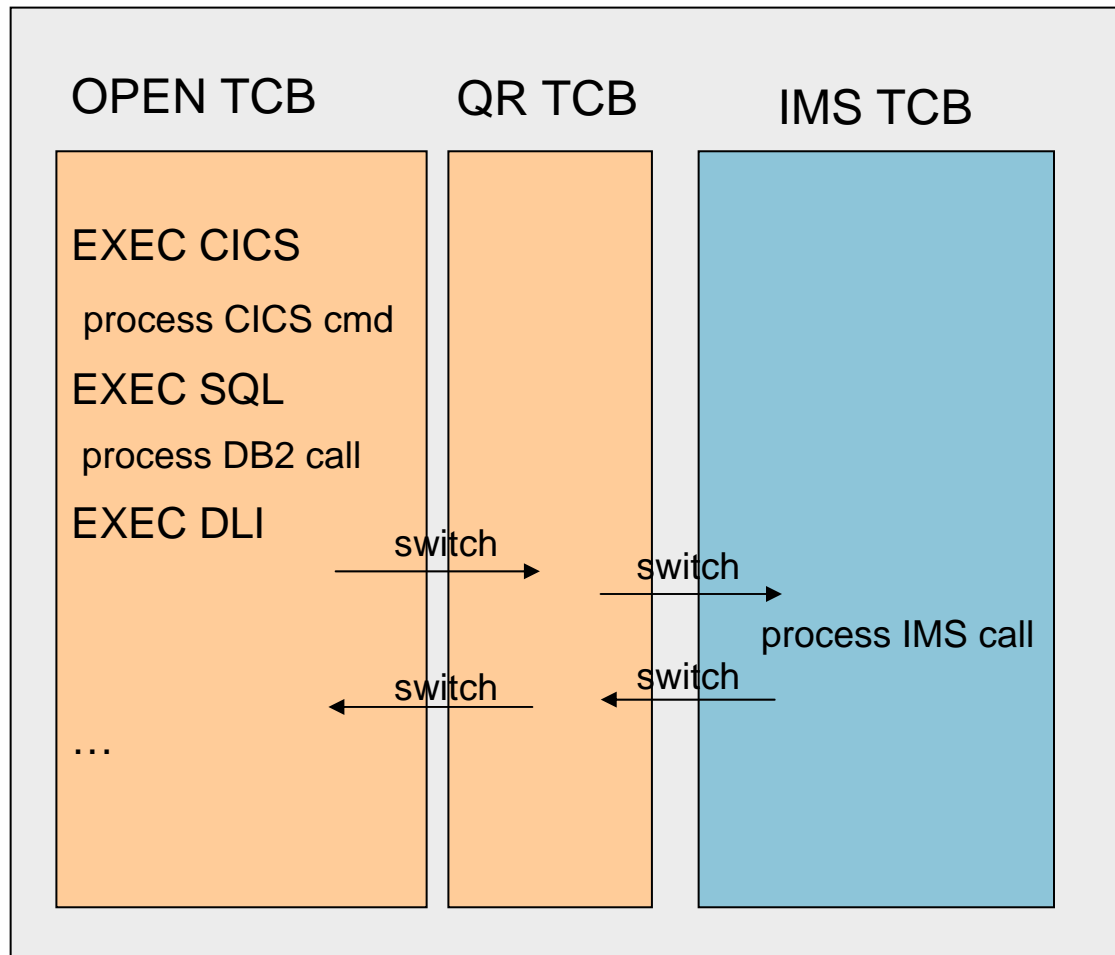 OPEN TCB
QR TCB
IMS TCB
EXEC CICS
process CICS cmd
EXEC SQL
process DB2 call
EXEC DLI
switch
switch
process IMS call
switch
switch
…